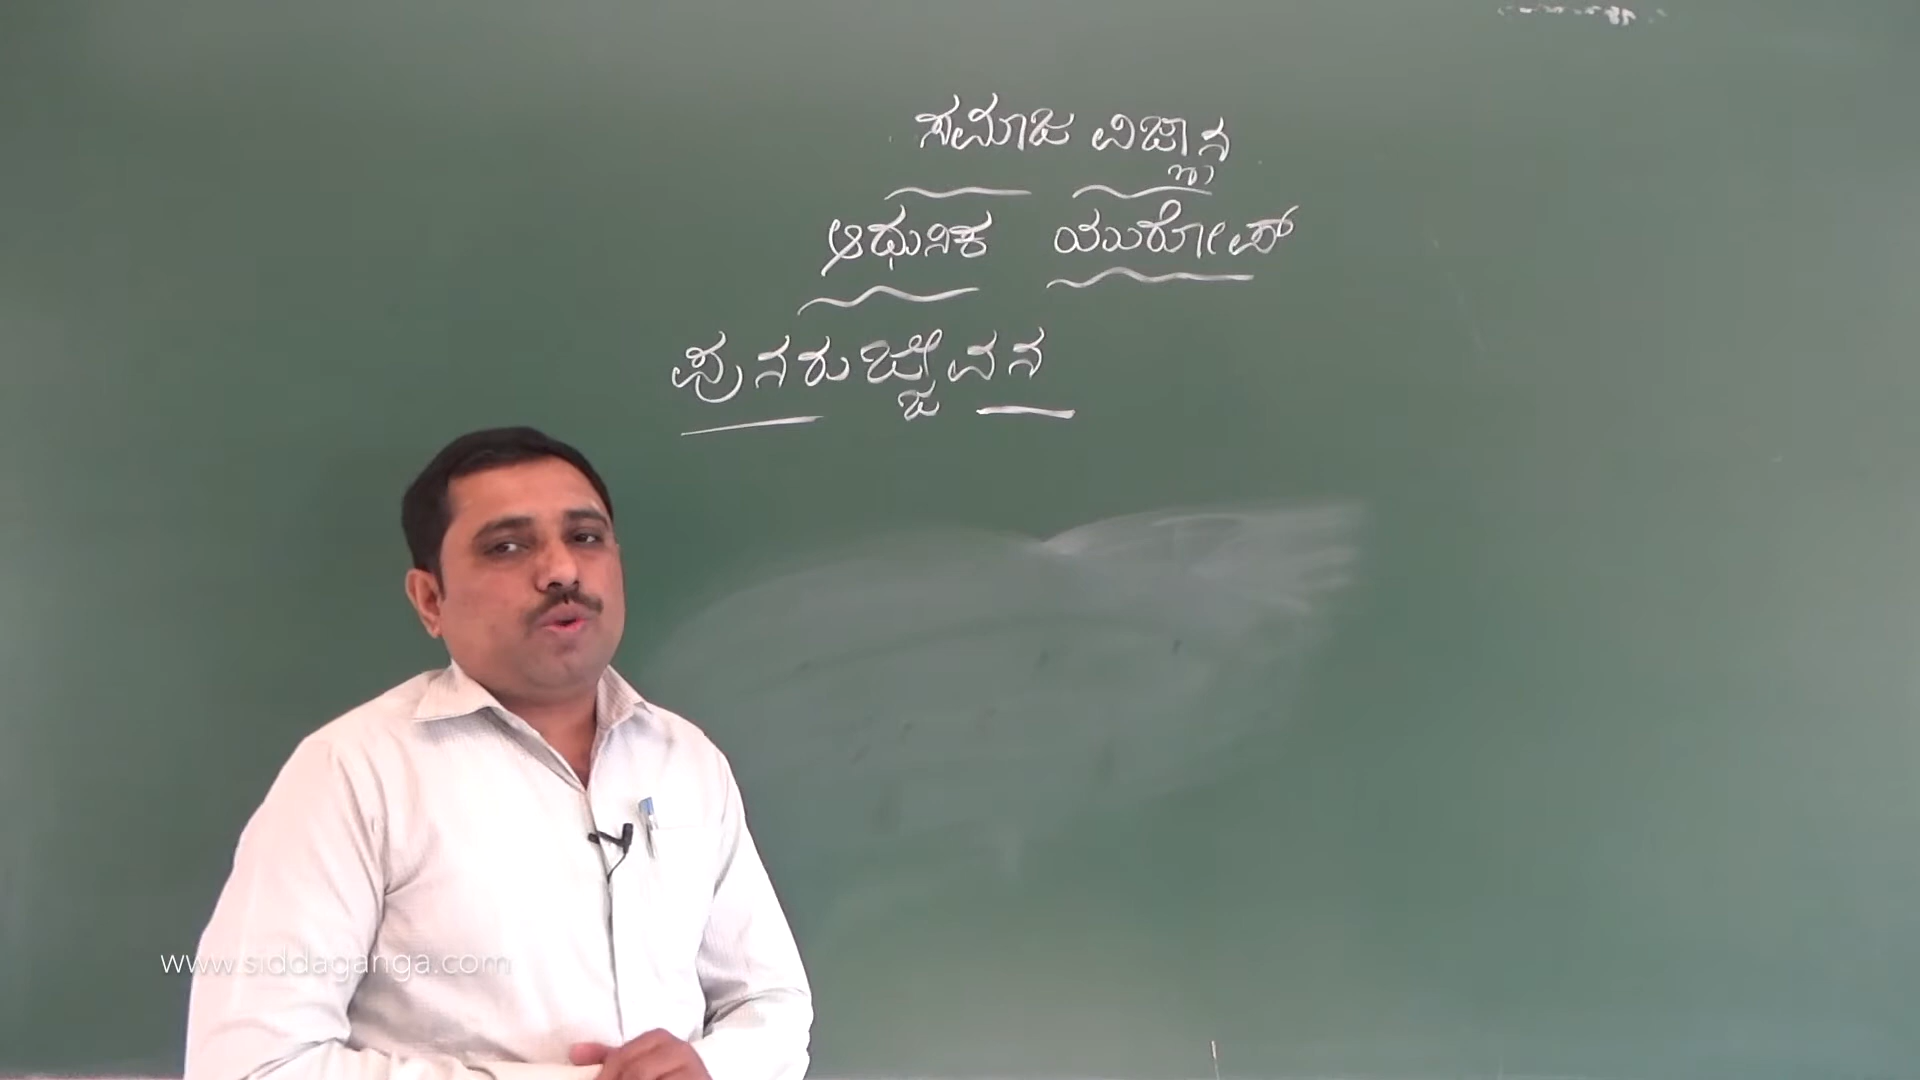 ಸಮಾಜ ವಿಜ್ಞಾನ
ಆಧುನಿಕ ಯುರೋಪ್
ಪುನರುಜ್ಜೀವನ
www.siddaganga.com